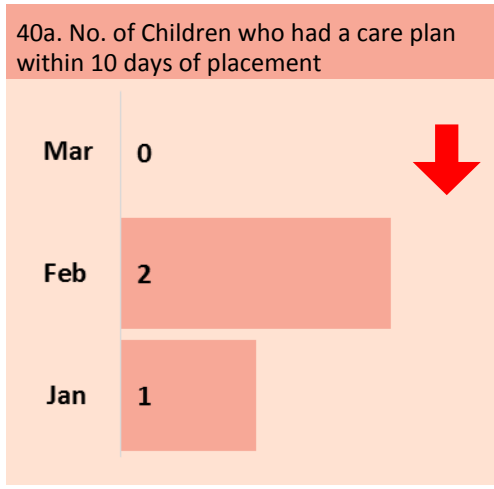 40a. No. of Children who had a care plan
within 10 days of placement
Mar 0
Feb 2
Jan 1